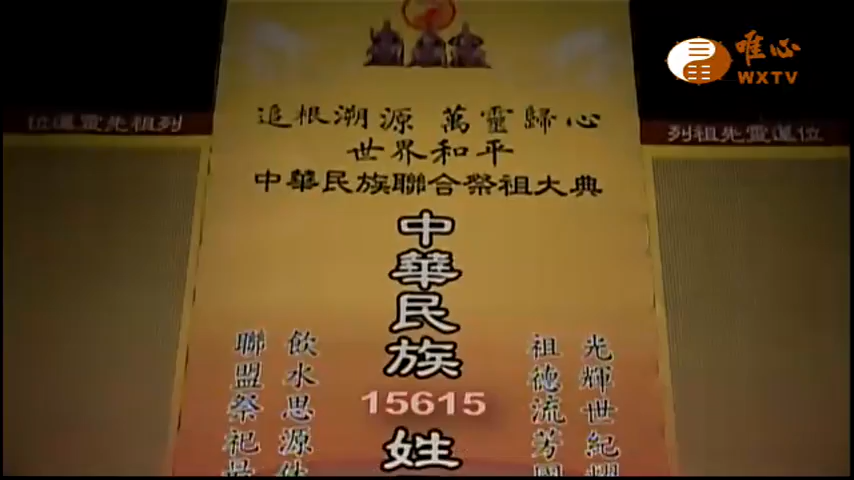 唯心
WXTV
追根溯源 萬靈歸心
世界和平
中華民族聯合祭祖大典
列祖先靈蓮位
列祖先靈蓮位
中華民族
15615
姓
光輝世紀耀
祖德流芳國
飲水思源
聯盟祭祀